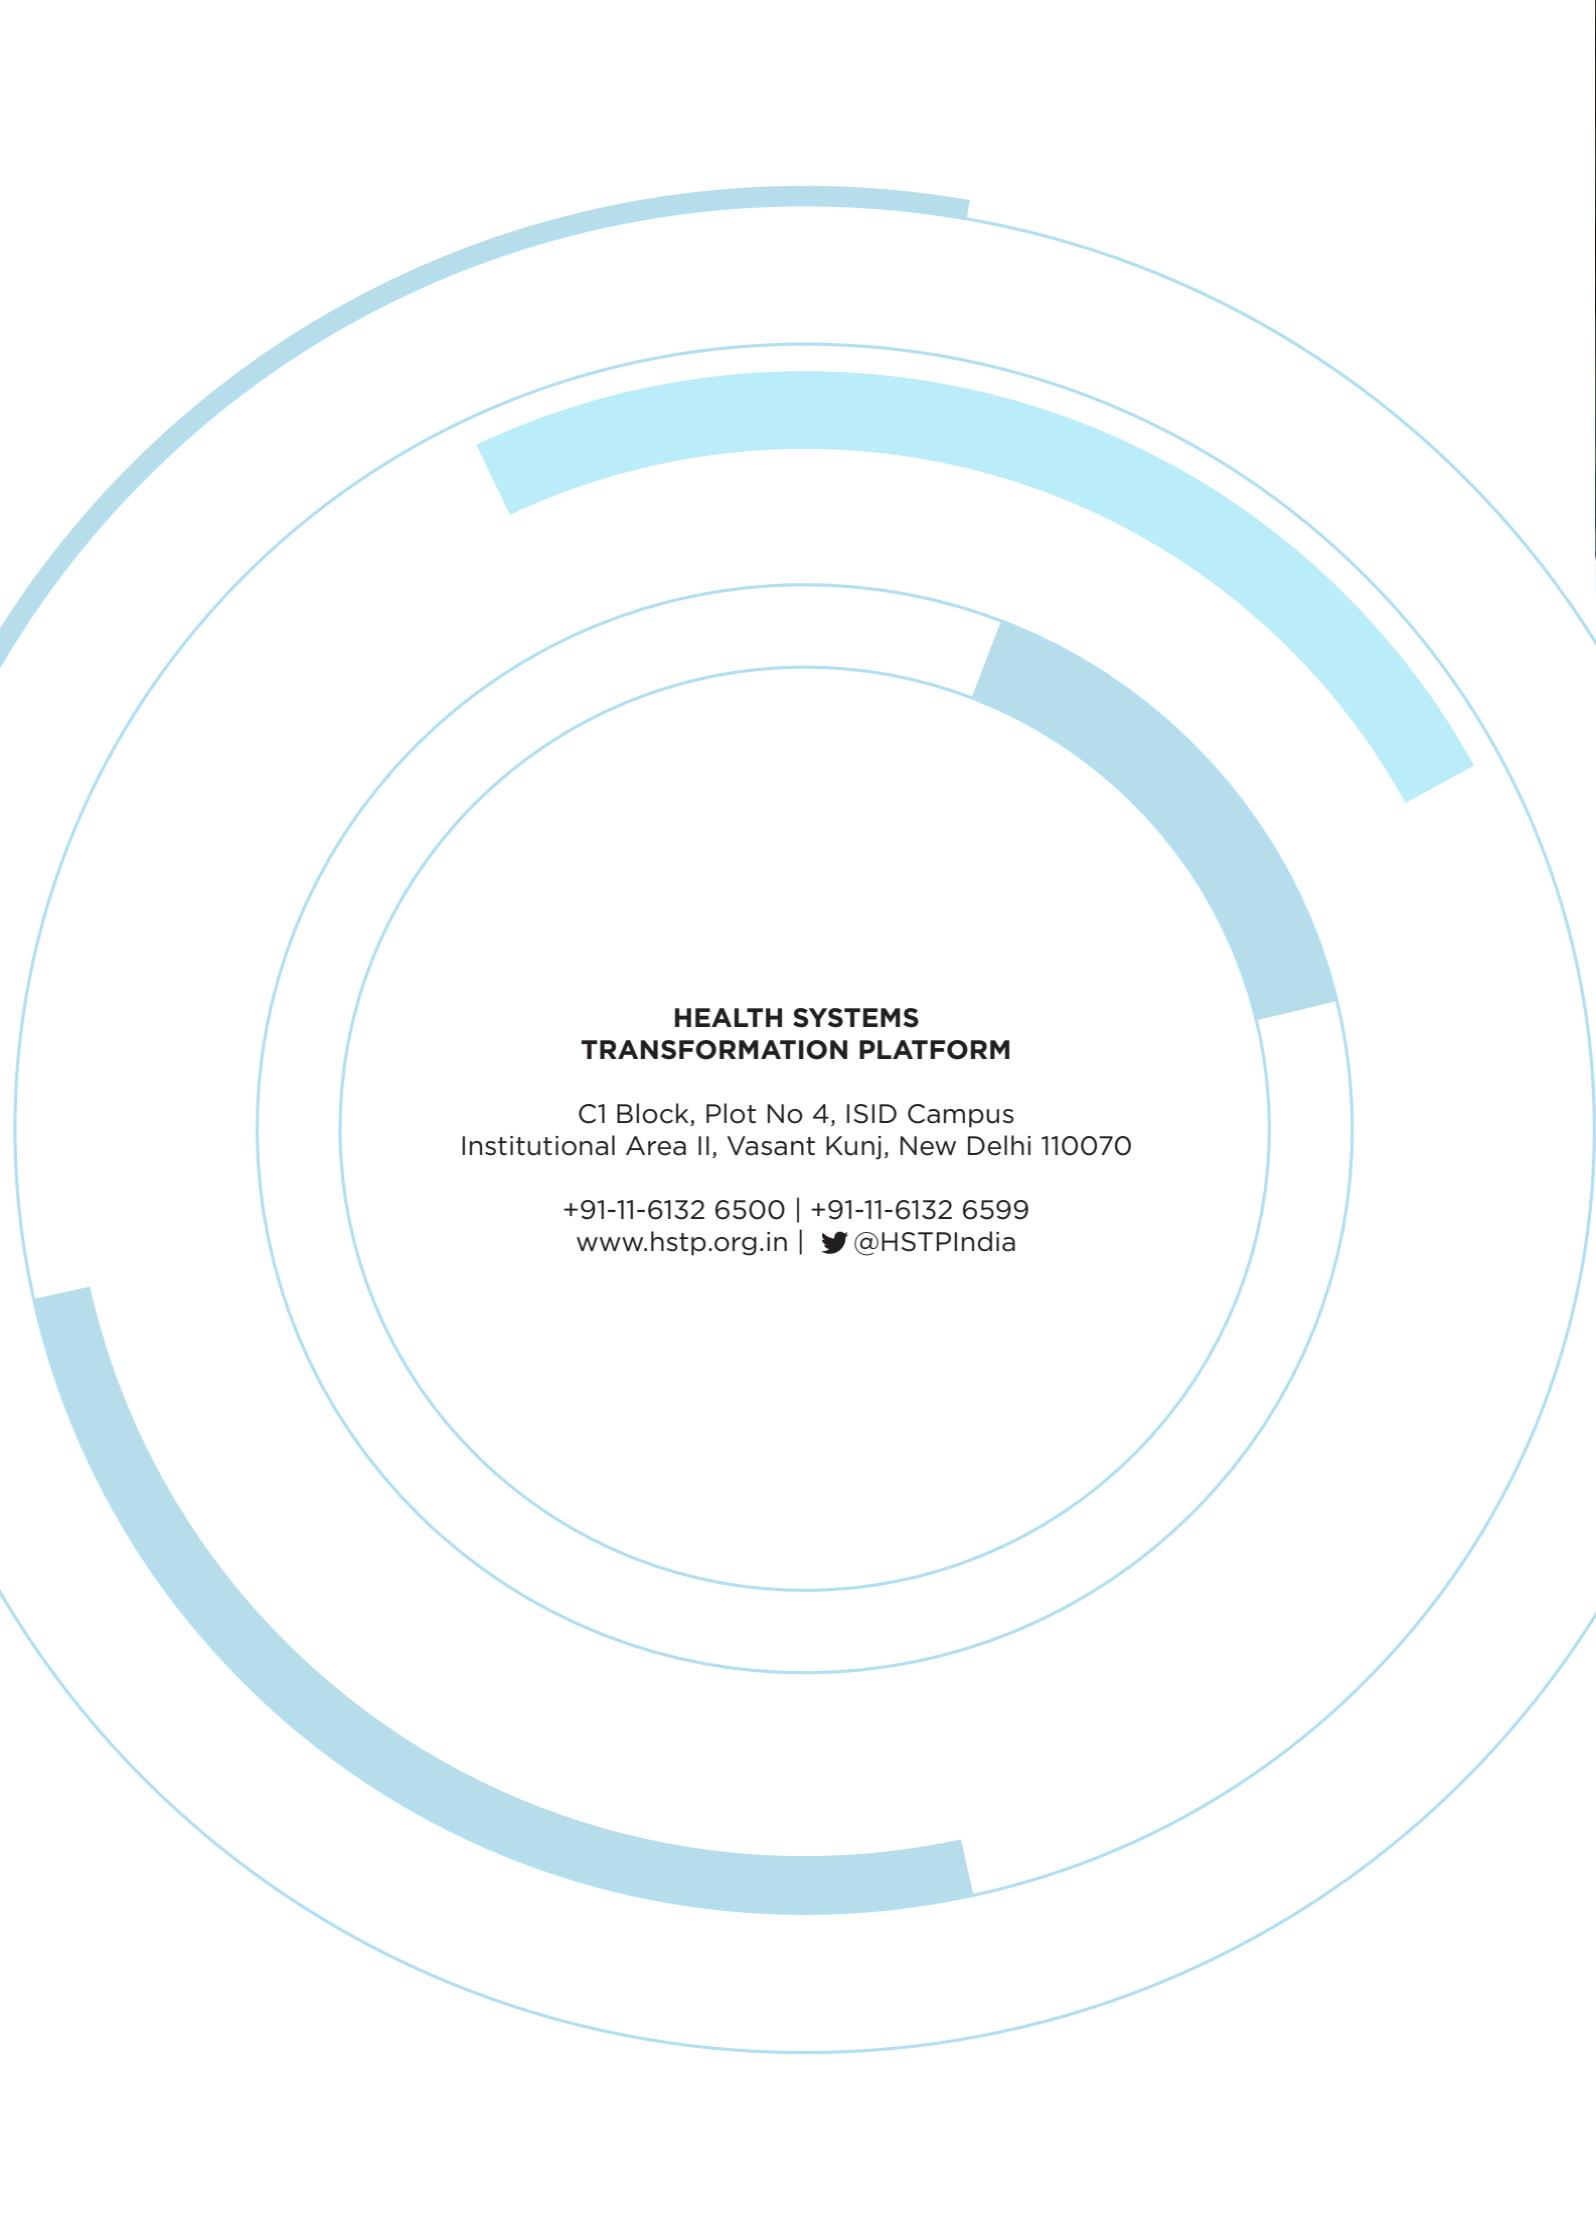 HEALTH SYSTEMS
TRANSFORMATION PLATFORM
C1 Block, Plot No 4, ISID Campus
Institutional Area II, Vasant Kunj, New Delhi 110070
+91-11-6132 6500 | +91-11-6132 6599
www.hstp.org.in | @HSTPIndia